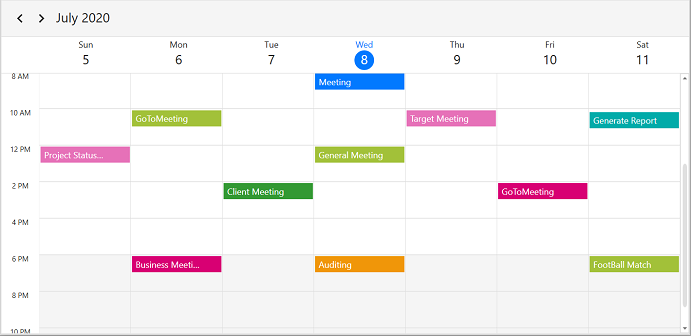 July 2020
Sun Mon Tue Wed Thu Fri Sat
5 6 7 8 9 10 11
8 AM Meeting
10 AM GoToMeeting Target Meeting Generate Report
12 PM Project Status... General Meeting
2 PM Client Meeting GoToMeeting
4 PM
6 PM Business Meeti... Auditing FootBall Match
8 PM
10 PM